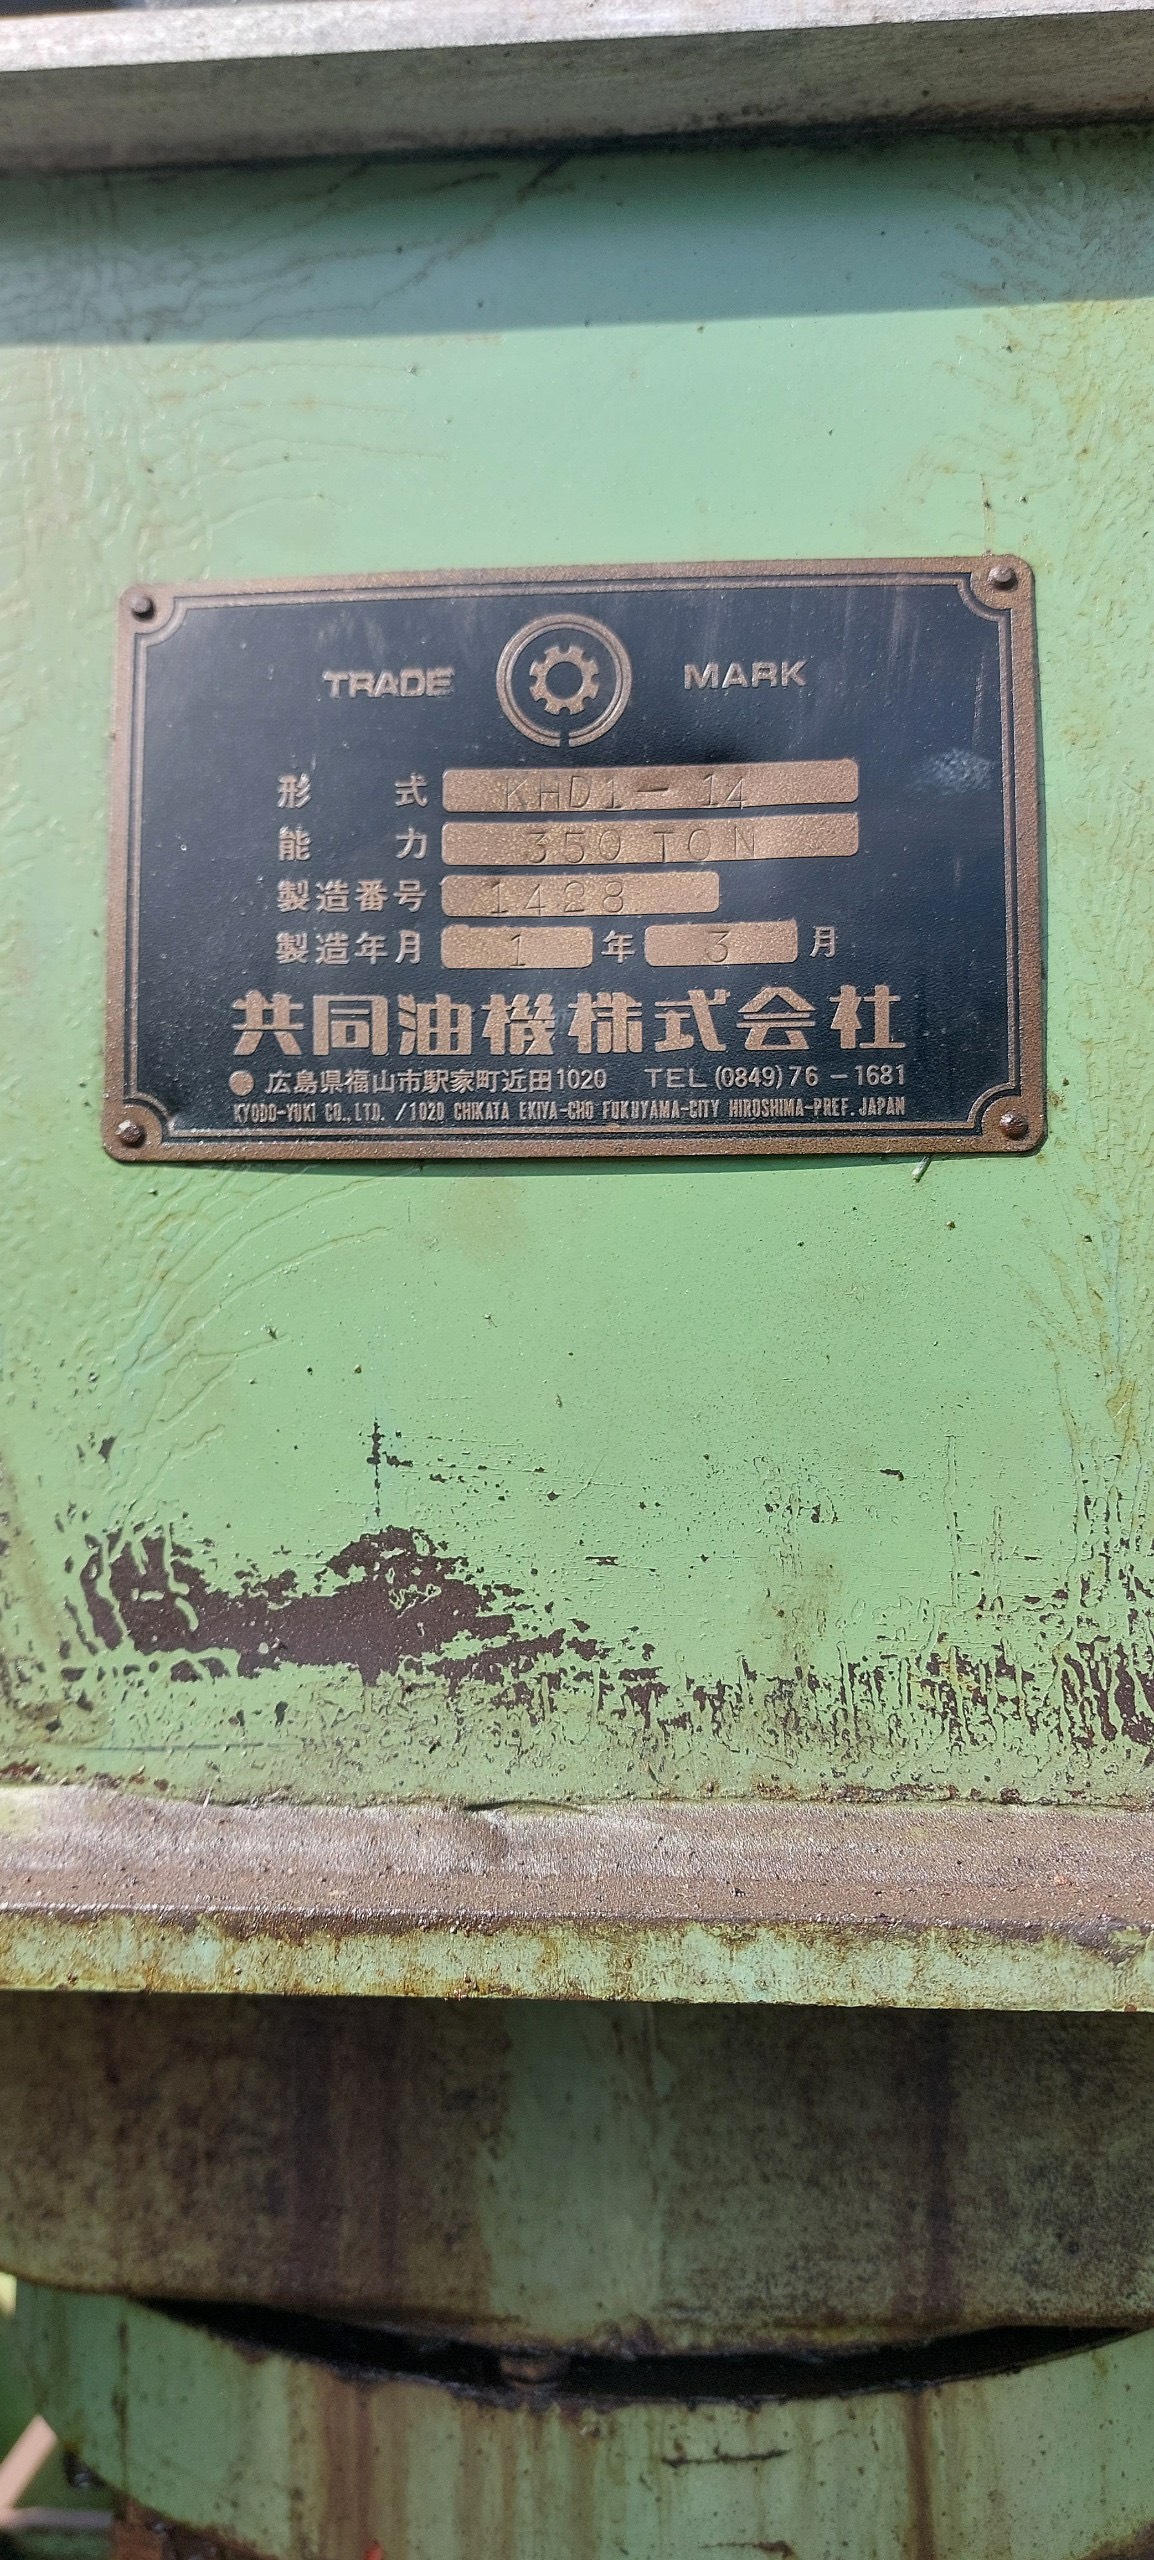 TRADE MARK
形式 KHD1-14
能力 350 TON
製造番号 1428
製造年月 1 年 3 月
共同油機株式会社
● 広島県福山市駅家町近田1020 TEL(0849)76-1681
KYODO-YUKI CO.,LTD. /1020 CHIKATA EKIYA-CHO FUKUYAMA-CITY HIROSHIMA-PREF. JAPAN